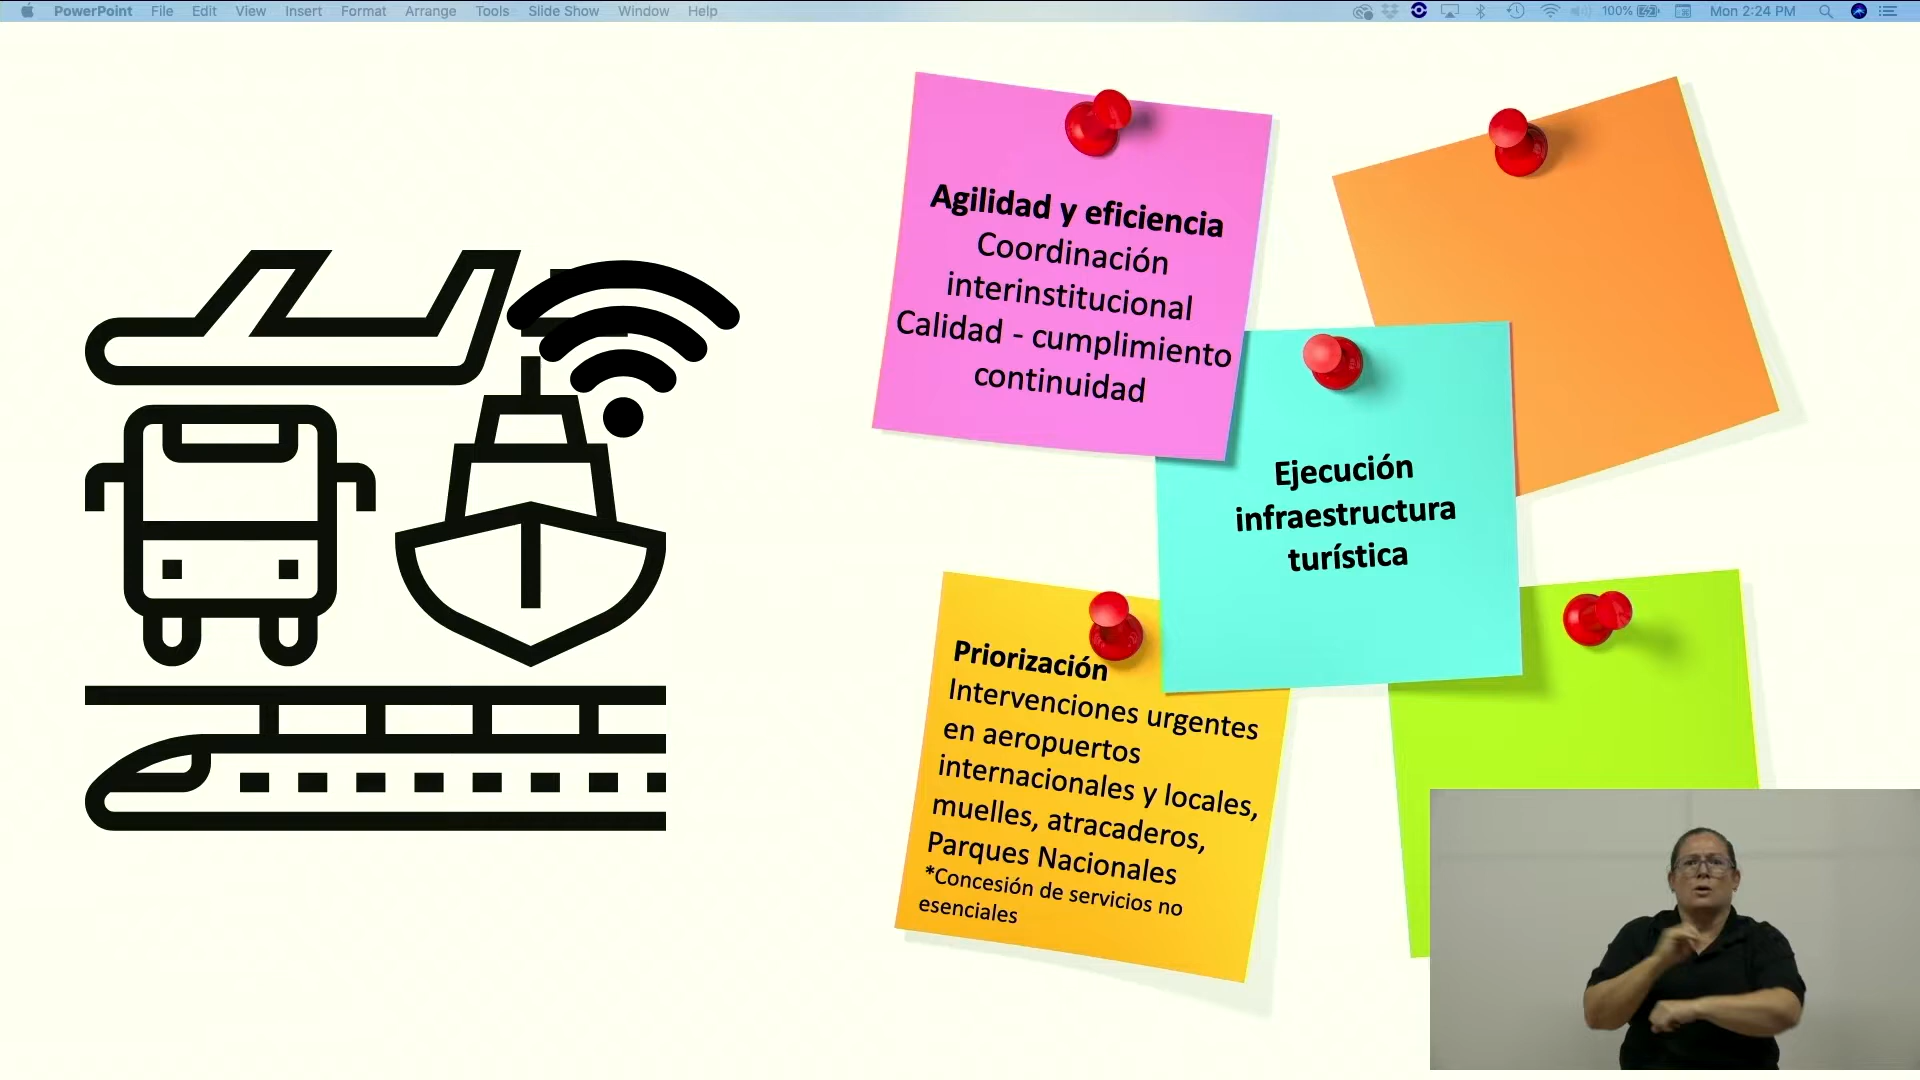 PowerPoint File Edit View Insert Format Arrange Tools Slide Show Window Help 100% Mon 2:24 PM
Agilidad y eficiencia
Coordinación
interinstitucional
Calidad - cumplimiento
continuidad
Ejecución
infraestructura
turística
Priorización
Intervenciones urgentes
en aeropuertos
internacionales y locales,
muelles, atracaderos,
Parques Nacionales
*Concesión de servicios no
esenciales